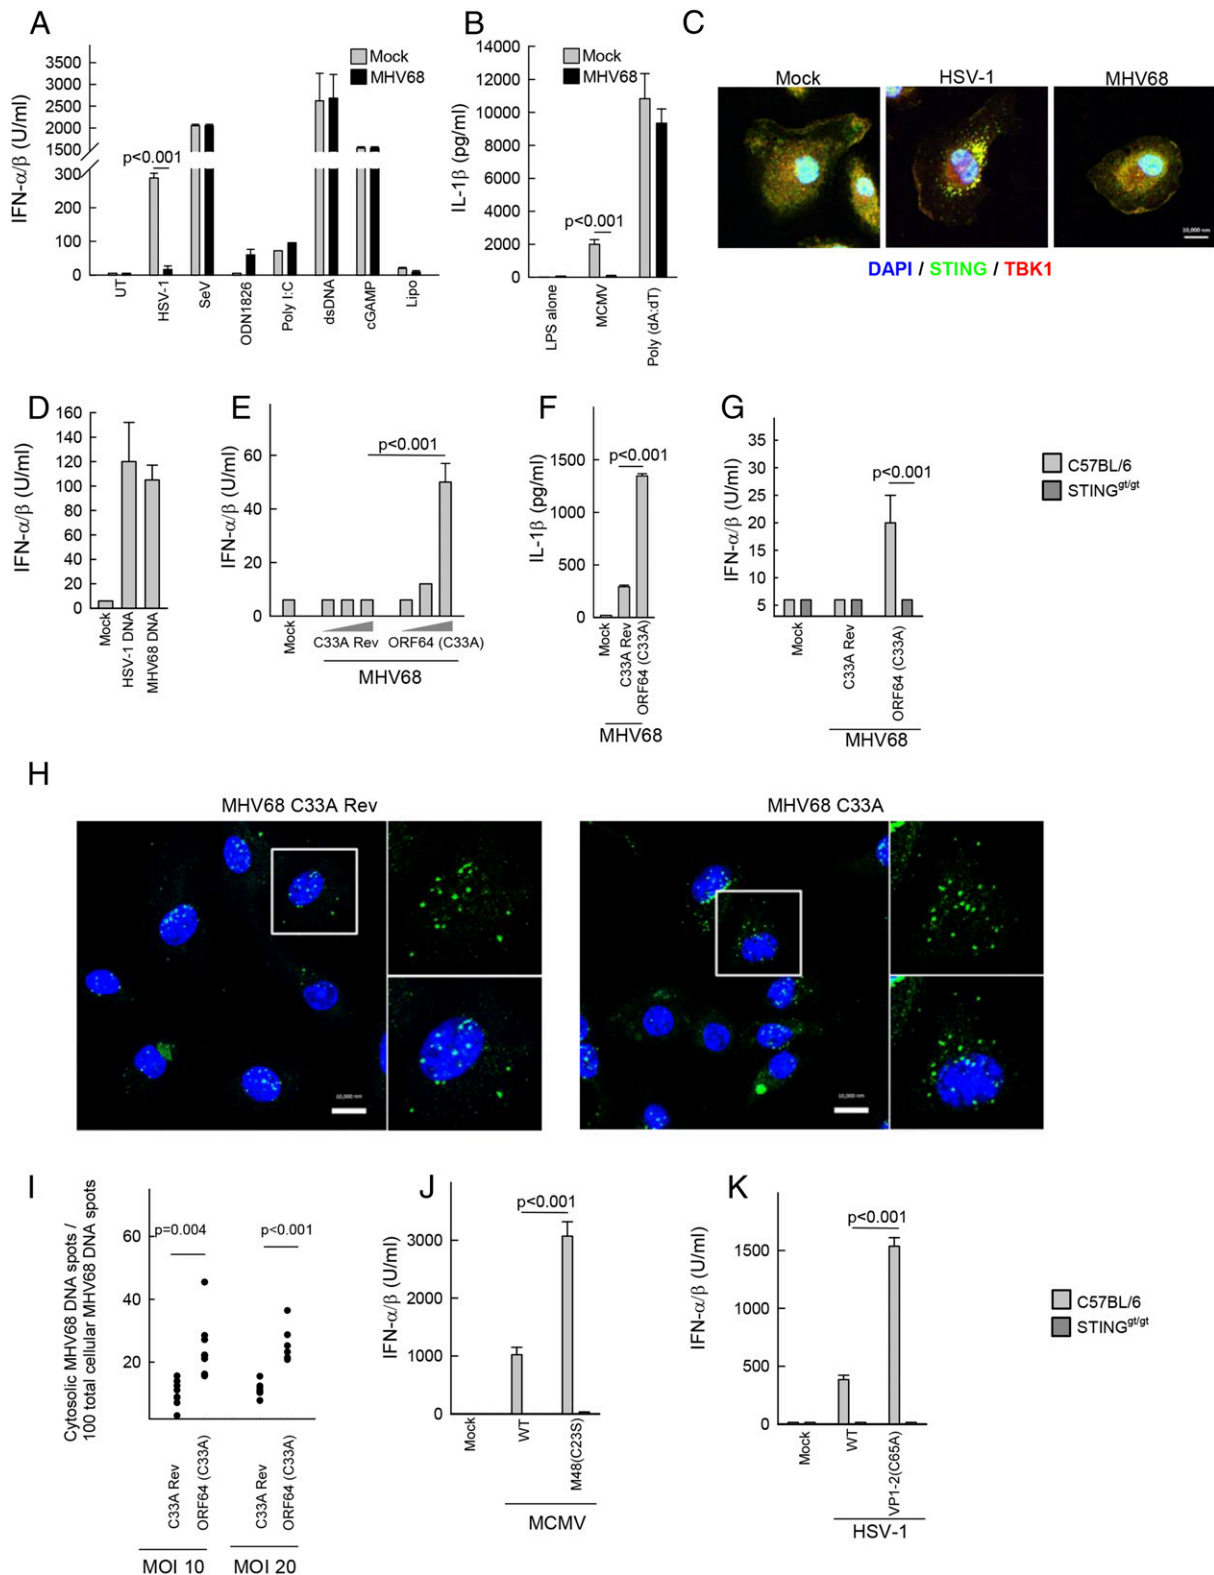 A
IFN-α/β (U/ml)
3500
3000
2500
2000
1500
300
200
100
0
Mock
MHV68
p<0.001
UT
HSV-1
SeV
ODN1826
Poly I:C
dsDNA
cGAMP
Lipo
B
IL-1β (pg/ml)
14000
12000
10000
8000
6000
4000
2000
0
Mock
MHV68
p<0.001
LPS alone
MCMV
Poly (dA:dT)
C
Mock
HSV-1
MHV68
10,000 nm
DAPI / STING / TBK1
D
IFN-α/β (U/ml)
160
140
120
100
80
60
40
20
0
Mock
HSV-1 DNA
MHV68 DNA
E
IFN-α/β (U/ml)
60
40
20
0
p<0.001
Mock
C33A Rev
ORF64 (C33A)
MHV68
F
IL-1β (pg/ml)
1500
1000
500
0
p<0.001
Mock
C33A Rev
ORF64 (C33A)
MHV68
G
IFN-α/β (U/ml)
35
30
25
20
15
10
5
p<0.001
Mock
C33A Rev
ORF64 (C33A)
MHV68
C57BL/6
STINGgt/gt
H
MHV68 C33A Rev
MHV68 C33A
10,000 nm
10,000 nm
I
Cytosolic MHV68 DNA spots /
100 total cellular MHV68 DNA spots
60
40
20
p=0.004
p<0.001
C33A Rev
ORF64 (C33A)
C33A Rev
ORF64 (C33A)
MOI 10
MOI 20
J
IFN-α/β (U/ml)
3000
2000
1000
0
p<0.001
Mock
WT
M48(C23S)
MCMV
K
IFN-α/β (U/ml)
1500
1000
500
0
p<0.001
Mock
WT
VP1-2(C65A)
HSV-1
C57BL/6
STINGgt/gt